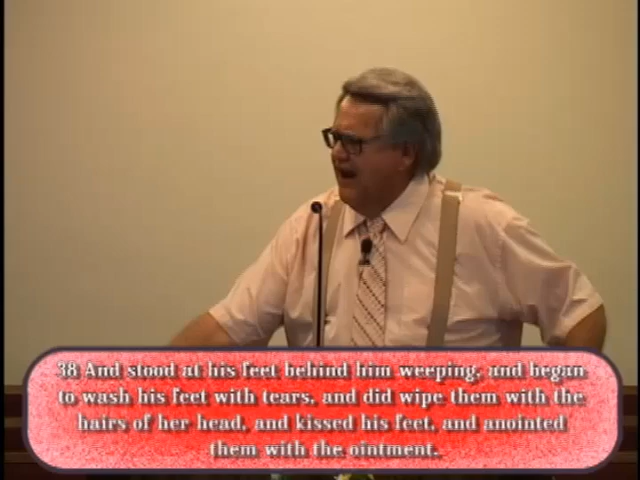 38 And stood at his feet behind him weeping, and began
to wash his feet with tears, and did wipe them with the
hairs of her head, and kissed his feet, and anointed
them with the ointment.